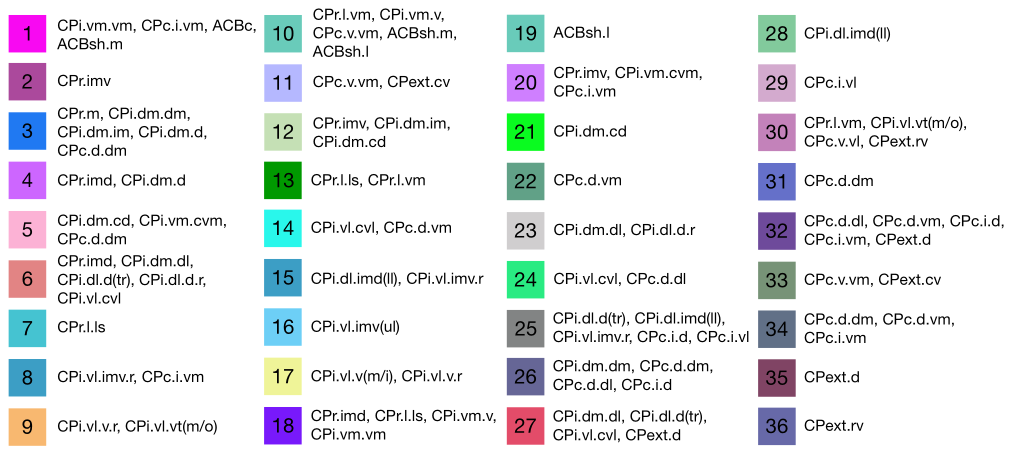 1
CPi.vm.vm, CPc.i.vm, ACBc,
ACBsh.m
2
CPr.imv
3
CPr.m, CPi.dm.dm,
CPi.dm.im, CPi.dm.d,
CPc.d.dm
4
CPr.imd, CPi.dm.d
5
CPi.dm.cd, CPi.vm.cvm,
CPc.d.dm
6
CPr.imd, CPi.dm.dl,
CPi.dl.d(tr), CPi.dl.d.r,
CPi.vl.cvl
7
CPr.l.ls
8
CPi.vl.imv.r, CPc.i.vm
9
CPi.vl.v.r, CPi.vl.vt(m/o)
10
CPr.l.vm, CPi.vm.v,
CPc.v.vm, ACBsh.m,
ACBsh.l
11
CPc.v.vm, CPext.cv
12
CPr.imv, CPi.dm.im,
CPi.dm.cd
13
CPr.l.ls, CPr.l.vm
14
CPi.vl.cvl, CPc.d.vm
15
CPi.dl.imd(ll), CPi.vl.imv.r
16
CPi.vl.imv(ul)
17
CPi.vl.v(m/i), CPi.vl.v.r
18
CPr.imd, CPr.l.ls, CPi.vm.v,
CPi.vm.vm
19
ACBsh.l
20
CPr.imv, CPi.vm.cvm,
CPc.i.vm
21
CPi.dm.cd
22
CPc.d.vm
23
CPi.dm.dl, CPi.dl.d.r
24
CPi.vl.cvl, CPc.d.dl
25
CPi.dl.d(tr), CPi.dl.imd(ll),
CPi.vl.imv.r, CPc.i.d, CPc.i.vl
26
CPi.dm.dm, CPc.d.dm,
CPc.d.dl, CPc.i.d
27
CPi.dm.dl, CPi.dl.d(tr),
CPi.vl.cvl, CPext.d
28
CPi.dl.imd(ll)
29
CPc.i.vl
30
CPr.l.vm, CPi.vl.vt(m/o),
CPc.v.vl, CPext.rv
31
CPc.d.dm
32
CPc.d.dl, CPc.d.vm, CPc.i.d,
CPc.i.vm, CPext.d
33
CPc.v.vm, CPext.cv
34
CPc.d.dm, CPc.d.vm,
CPc.i.vm
35
CPext.d
36
CPext.rv